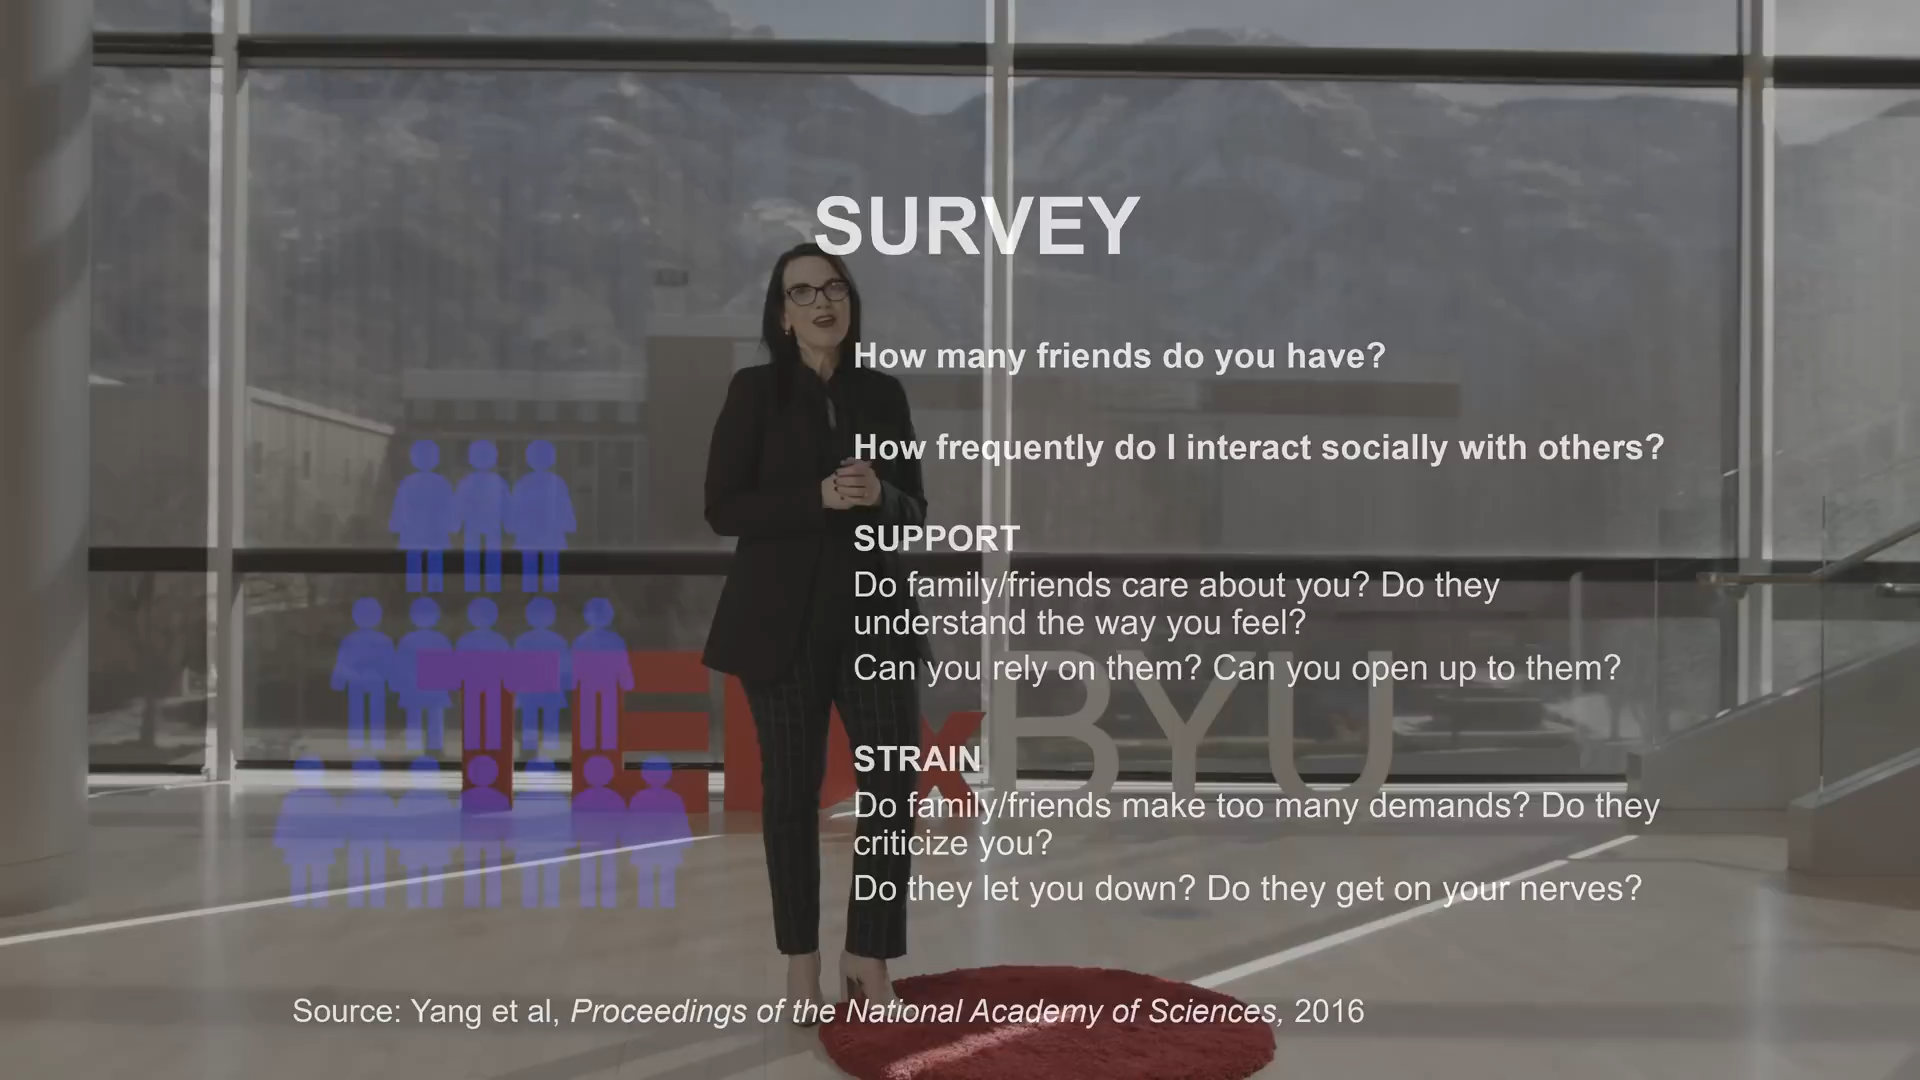 SURVEY
How many friends do you have?
How frequently do I interact socially with others?
SUPPORT
Do family/friends care about you? Do they
understand the way you feel?
Can you rely on them? Can you open up to them?
TEDxBYU
STRAIN
Do family/friends make too many demands? Do they
criticize you?
Do they let you down? Do they get on your nerves?
Source: Yang et al, Proceedings of the National Academy of Sciences, 2016